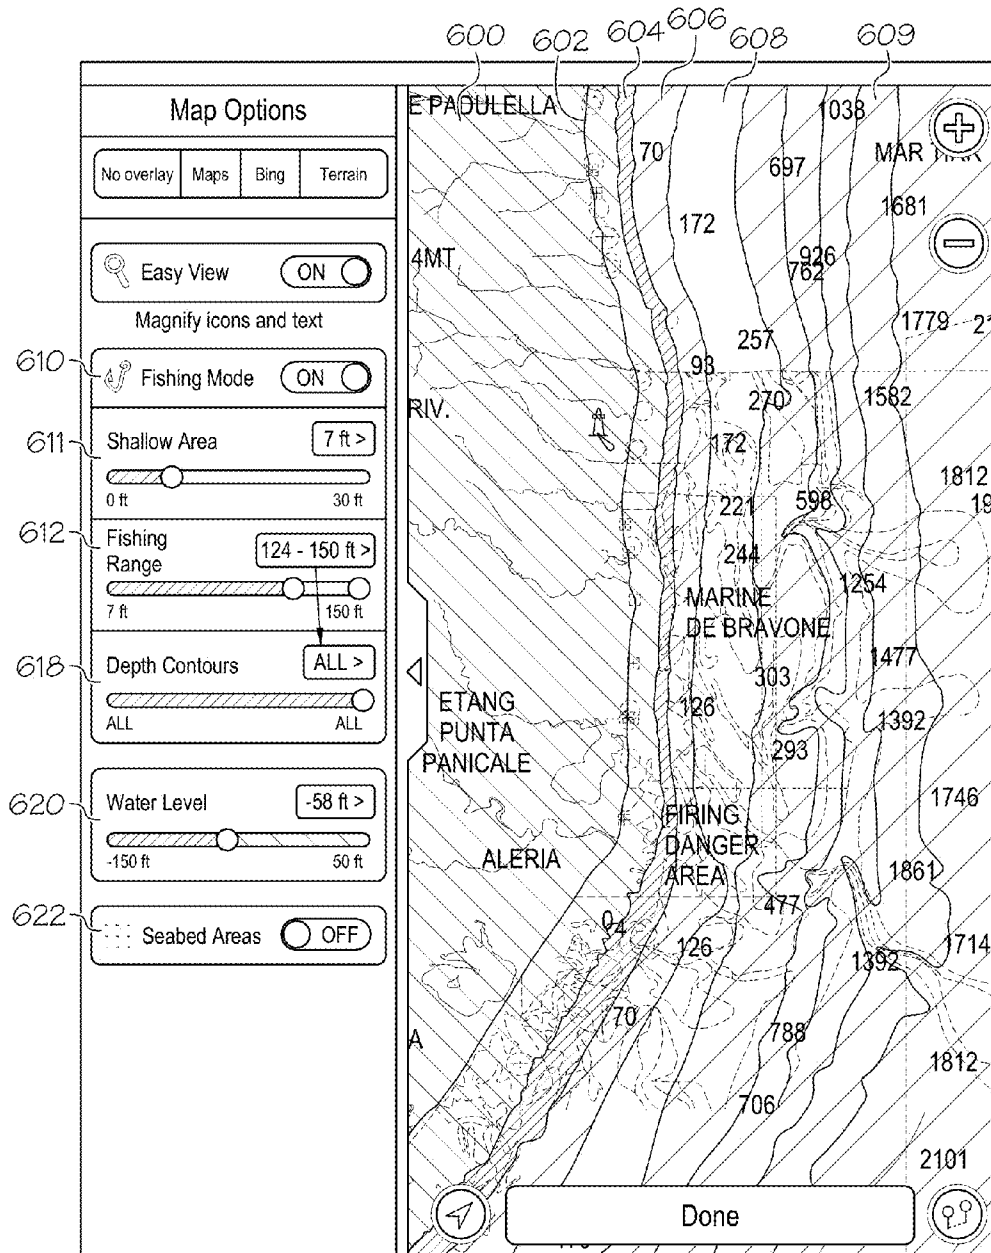 600
602
604
606
608
609
Map Options
No overlay Maps Bing Terrain
Easy View ON
Magnify icons and text
610
Fishing Mode ON
611
Shallow Area 7 ft >
0 ft 30 ft
612
Fishing
Range
124 - 150 ft >
7 ft 150 ft
618
Depth Contours ALL >
ALL ALL
620
Water Level -58 ft >
-150 ft 50 ft
622
Seabed Areas OFF
E PADULELLA
1038
70
697
MAR
1681
172
4MT
926
762
1779
21
257
93
270
1582
RIV.
172
1812
19
221
598
244
1254
MARINE
DE BRAVONE
1477
303
ETANG
PUNTA
PANICALE
126
1392
293
1746
FIRING
DANGER
AREA
ALERIA
1861
477
0
4
126
1714
1392
70
788
A
1812
706
2101
Done